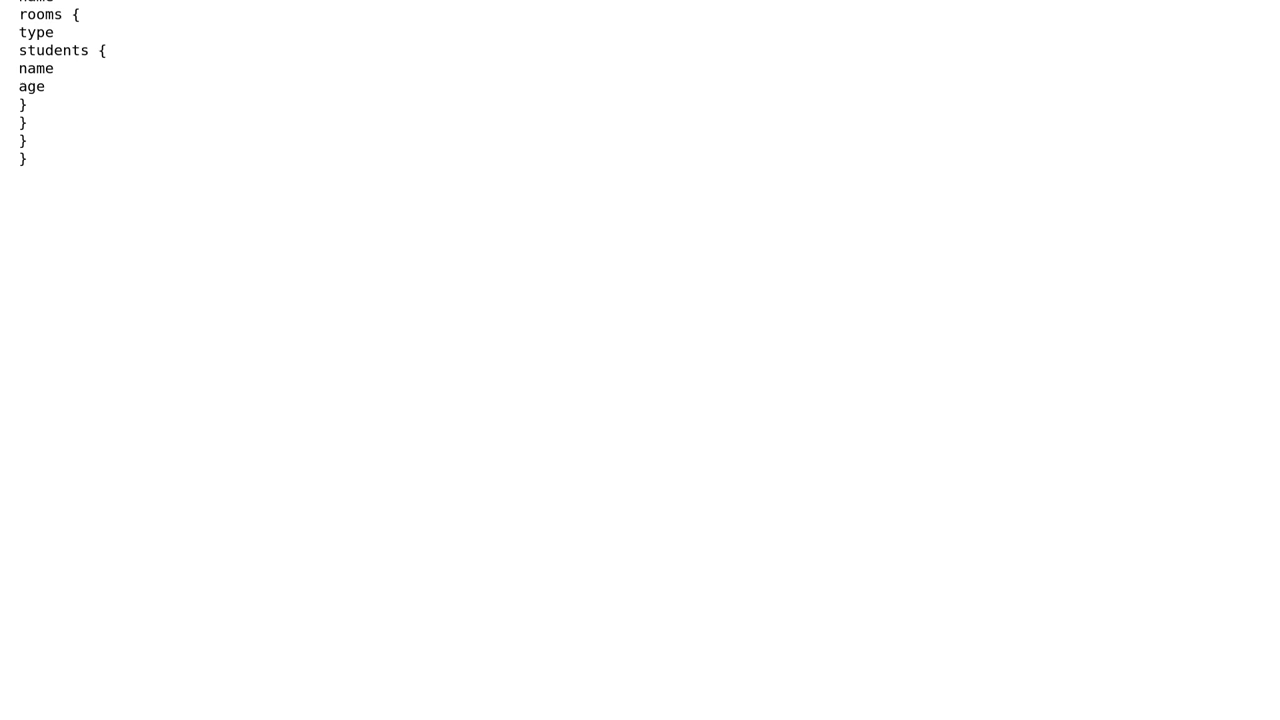 rooms {
type
students {
name
age
}
}
}
}